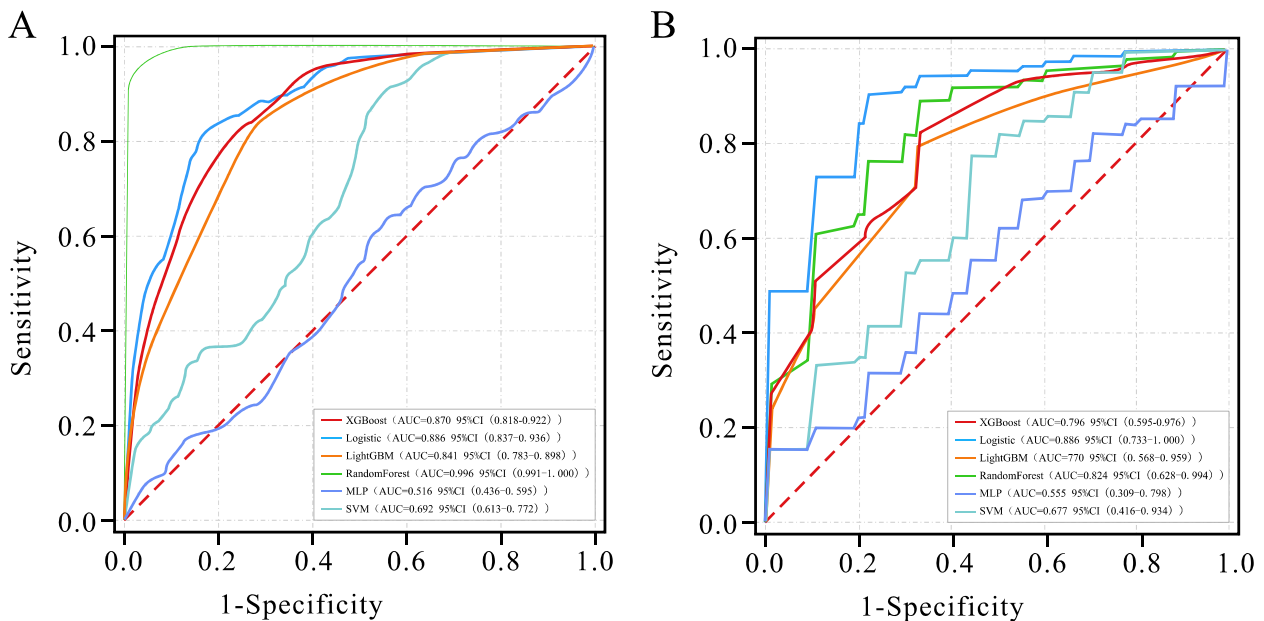 A
1.0
0.8
0.6
0.4
0.2
0.0
Sensitivity
XGBoost（AUC=0.870 95%CI（0.818-0.922））
Logistic（AUC=0.886 95%CI（0.837-0.936））
LightGBM（AUC=0.841 95%CI（0.783-0.898））
RandomForest（AUC=0.996 95%CI（0.991-1.000））
MLP（AUC=0.516 95%CI（0.436-0.595））
SVM（AUC=0.692 95%CI（0.613-0.772））
0.0 0.2 0.4 0.6 0.8 1.0
1-Specificity
B
1.0
0.8
0.6
0.4
0.2
0.0
Sensitivity
XGBoost（AUC=0.796 95%CI（0.595-0.976））
Logistic（AUC=0.886 95%CI（0.733-1.000））
LightGBM（AUC=770 95%CI（0.568-0.959））
RandomForest（AUC=0.824 95%CI（0.628-0.994））
MLP（AUC=0.555 95%CI（0.309-0.798））
SVM（AUC=0.677 95%CI（0.416-0.934））
0.0 0.2 0.4 0.6 0.8 1.0
1-Specificity